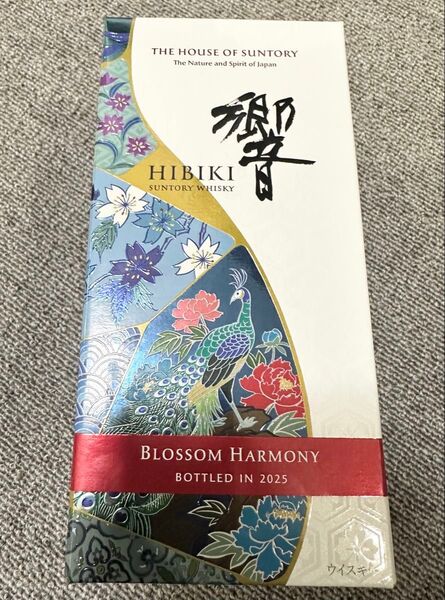 THE HOUSE OF SUNTORY
The Nature and Spirit of Japan
響
HIBIKI
SUNTORY WHISKY
BLOSSOM HARMONY
BOTTLED IN 2025
ウイスキー